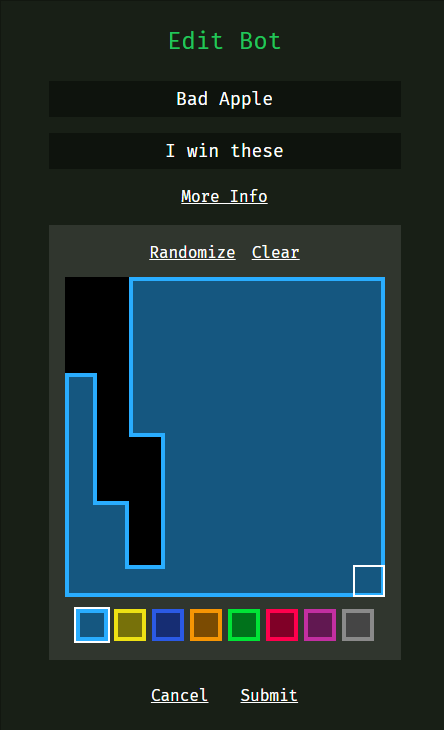 Edit Bot
Bad Apple
I win these
More Info
Randomize Clear
Cancel Submit